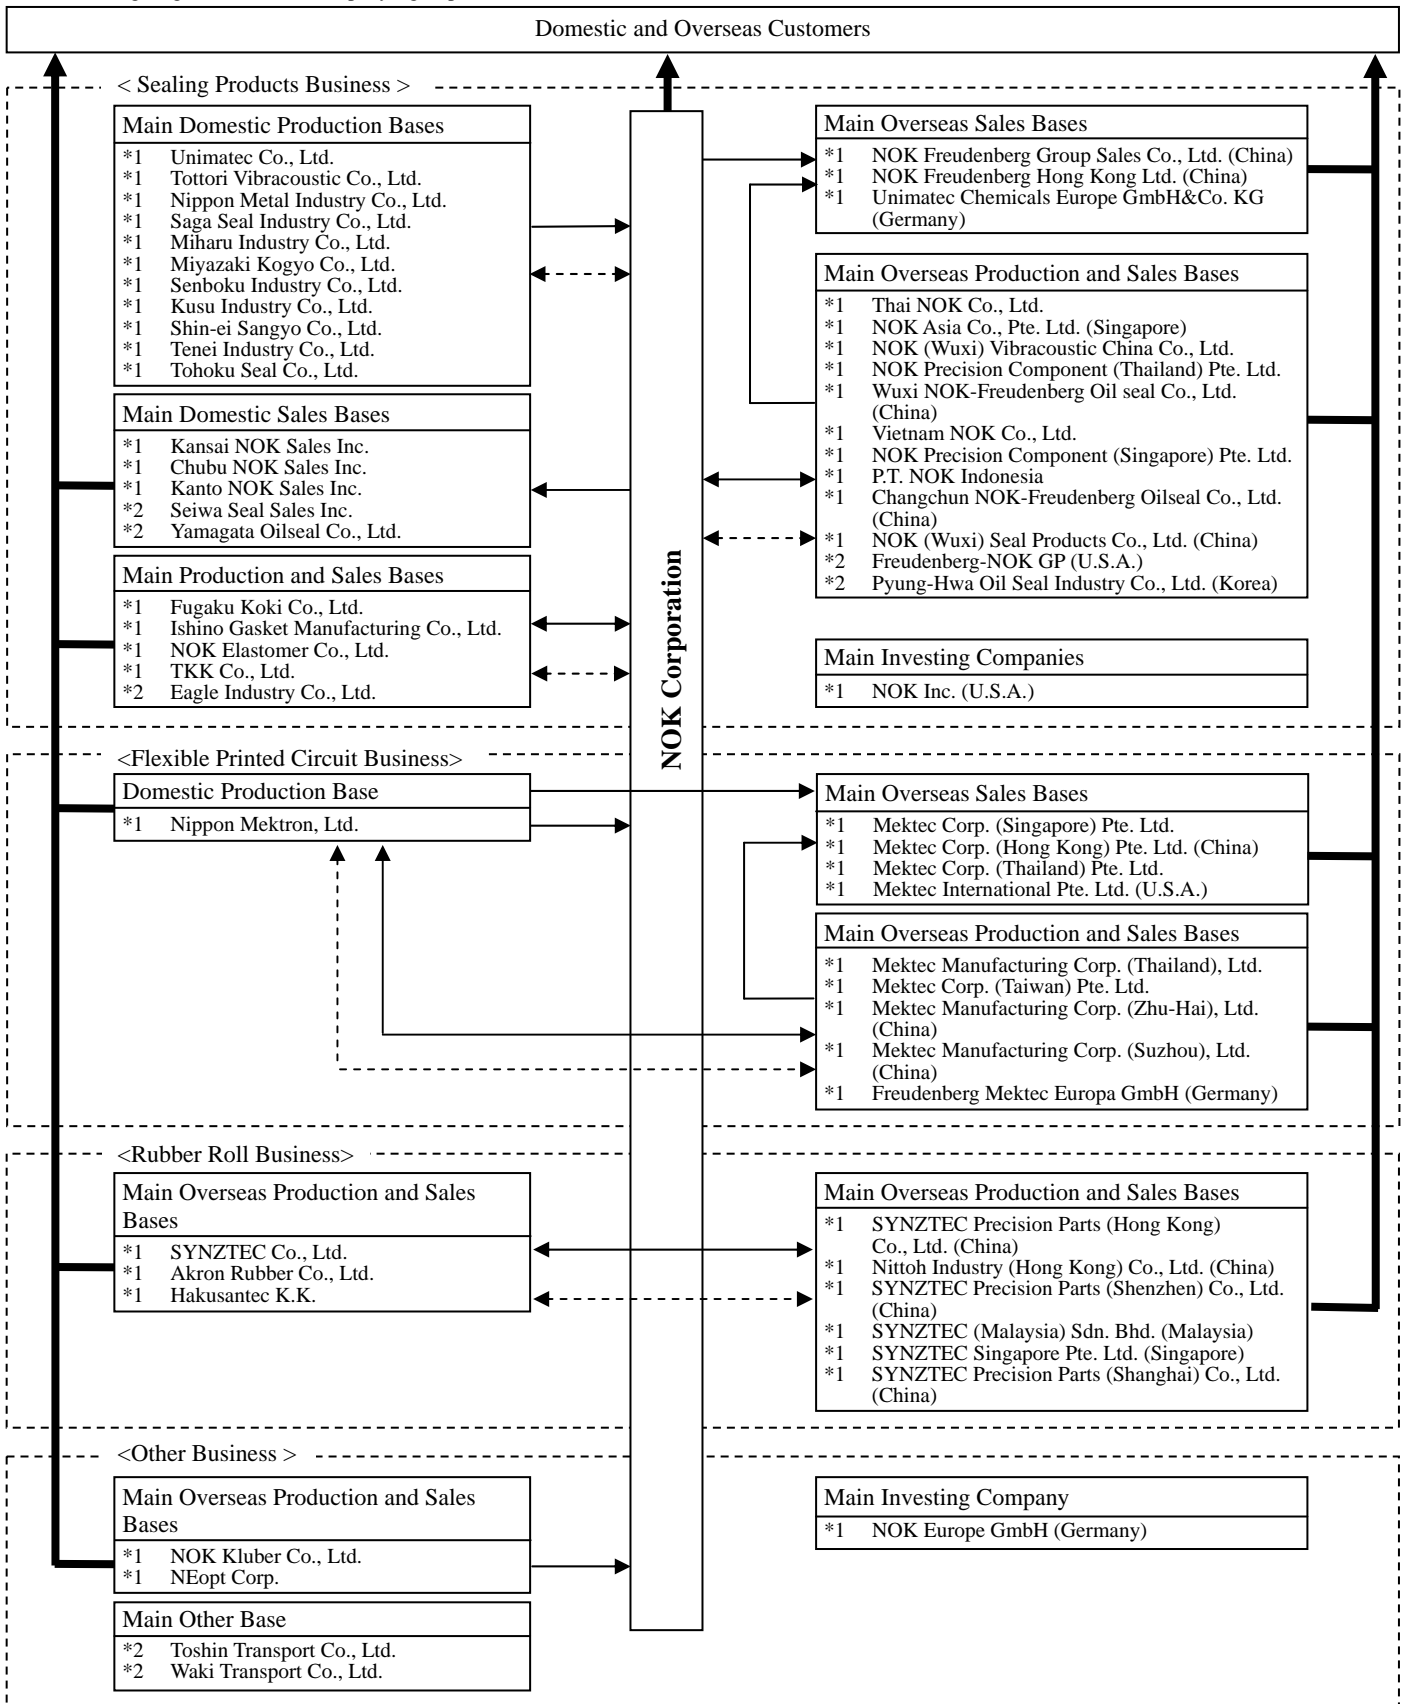 Domestic and Overseas Customers
< Sealing Products Business >
Main Domestic Production Bases
*1 Unimatec Co., Ltd.
*1 Tottori Vibracoustic Co., Ltd.
*1 Nippon Metal Industry Co., Ltd.
*1 Saga Seal Industry Co., Ltd.
*1 Miharu Industry Co., Ltd.
*1 Miyazaki Kogyo Co., Ltd.
*1 Senboku Industry Co., Ltd.
*1 Kusu Industry Co., Ltd.
*1 Shin-ei Sangyo Co., Ltd.
*1 Tenei Industry Co., Ltd.
*1 Tohoku Seal Co., Ltd.
Main Domestic Sales Bases
*1 Kansai NOK Sales Inc.
*1 Chubu NOK Sales Inc.
*1 Kanto NOK Sales Inc.
*2 Seiwa Seal Sales Inc.
*2 Yamagata Oilseal Co., Ltd.
Main Production and Sales Bases
*1 Fugaku Koki Co., Ltd.
*1 Ishino Gasket Manufacturing Co., Ltd.
*1 NOK Elastomer Co., Ltd.
*1 TKK Co., Ltd.
*2 Eagle Industry Co., Ltd.
NOK Corporation
Main Overseas Sales Bases
*1 NOK Freudenberg Group Sales Co., Ltd. (China)
*1 NOK Freudenberg Hong Kong Ltd. (China)
*1 Unimatec Chemicals Europe GmbH&Co. KG
(Germany)
Main Overseas Production and Sales Bases
*1 Thai NOK Co., Ltd.
*1 NOK Asia Co., Pte. Ltd. (Singapore)
*1 NOK (Wuxi) Vibracoustic China Co., Ltd.
*1 NOK Precision Component (Thailand) Pte. Ltd.
*1 Wuxi NOK-Freudenberg Oil seal Co., Ltd.
(China)
*1 Vietnam NOK Co., Ltd.
*1 NOK Precision Component (Singapore) Pte. Ltd.
*1 P.T. NOK Indonesia
*1 Changchun NOK-Freudenberg Oilseal Co., Ltd.
(China)
*1 NOK (Wuxi) Seal Products Co., Ltd. (China)
*2 Freudenberg-NOK GP (U.S.A.)
*2 Pyung-Hwa Oil Seal Industry Co., Ltd. (Korea)
Main Investing Companies
*1 NOK Inc. (U.S.A.)
<Flexible Printed Circuit Business>
Domestic Production Base
*1 Nippon Mektron, Ltd.
Main Overseas Sales Bases
*1 Mektec Corp. (Singapore) Pte. Ltd.
*1 Mektec Corp. (Hong Kong) Pte. Ltd. (China)
*1 Mektec Corp. (Thailand) Pte. Ltd.
*1 Mektec International Pte. Ltd. (U.S.A.)
Main Overseas Production and Sales Bases
*1 Mektec Manufacturing Corp. (Thailand), Ltd.
*1 Mektec Corp. (Taiwan) Pte. Ltd.
*1 Mektec Manufacturing Corp. (Zhu-Hai), Ltd.
(China)
*1 Mektec Manufacturing Corp. (Suzhou), Ltd.
(China)
*1 Freudenberg Mektec Europa GmbH (Germany)
<Rubber Roll Business>
Main Overseas Production and Sales
Bases
*1 SYNZTEC Co., Ltd.
*1 Akron Rubber Co., Ltd.
*1 Hakusantec K.K.
Main Overseas Production and Sales Bases
*1 SYNZTEC Precision Parts (Hong Kong)
Co., Ltd. (China)
*1 Nittoh Industry (Hong Kong) Co., Ltd. (China)
*1 SYNZTEC Precision Parts (Shenzhen) Co., Ltd.
(China)
*1 SYNZTEC (Malaysia) Sdn. Bhd. (Malaysia)
*1 SYNZTEC Singapore Pte. Ltd. (Singapore)
*1 SYNZTEC Precision Parts (Shanghai) Co., Ltd.
(China)
<Other Business >
Main Overseas Production and Sales
Bases
*1 NOK Kluber Co., Ltd.
*1 NEopt Corp.
Main Other Base
*2 Toshin Transport Co., Ltd.
*2 Waki Transport Co., Ltd.
Main Investing Company
*1 NOK Europe GmbH (Germany)